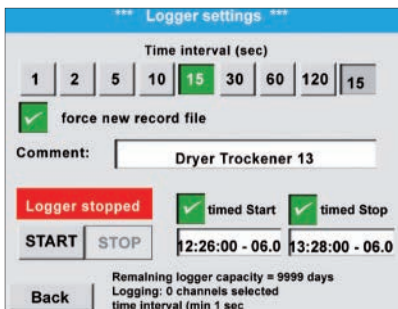 *** Logger settings ***
Time interval (sec)
1 2 5 10 15 30 60 120 15
force new record file
Comment: Dryer Trockener 13
Logger stopped timed Start timed Stop
START STOP 12:26:00 - 06.0 13:28:00 - 06.0
Remaining logger capacity = 9999 days
Logging: 0 channels selected
time interval (min 1 sec
Back